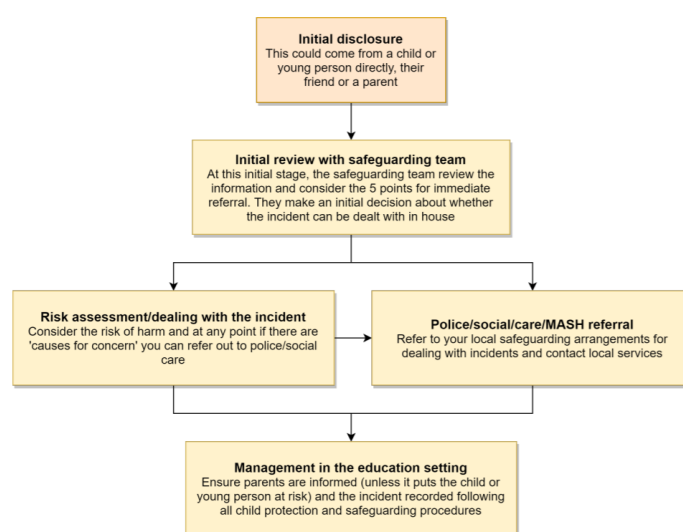 Initial disclosure
This could come from a child or
young person directly, their
friend or a parent
Initial review with safeguarding team
At this initial stage, the safeguarding team review the
information and consider the 5 points for immediate
referral. They make an initial decision about whether
the incident can be dealt with in house
Risk assessment/dealing with the incident
Consider the risk of harm and at any point if there are
'causes for concern' you can refer out to police/social
care
Police/social/care/MASH referral
Refer to your local safeguarding arrangements for
dealing with incidents and contact local services
Management in the education setting
Ensure parents are informed (unless it puts the child or
young person at risk) and the incident recorded following
all child protection and safeguarding procedures